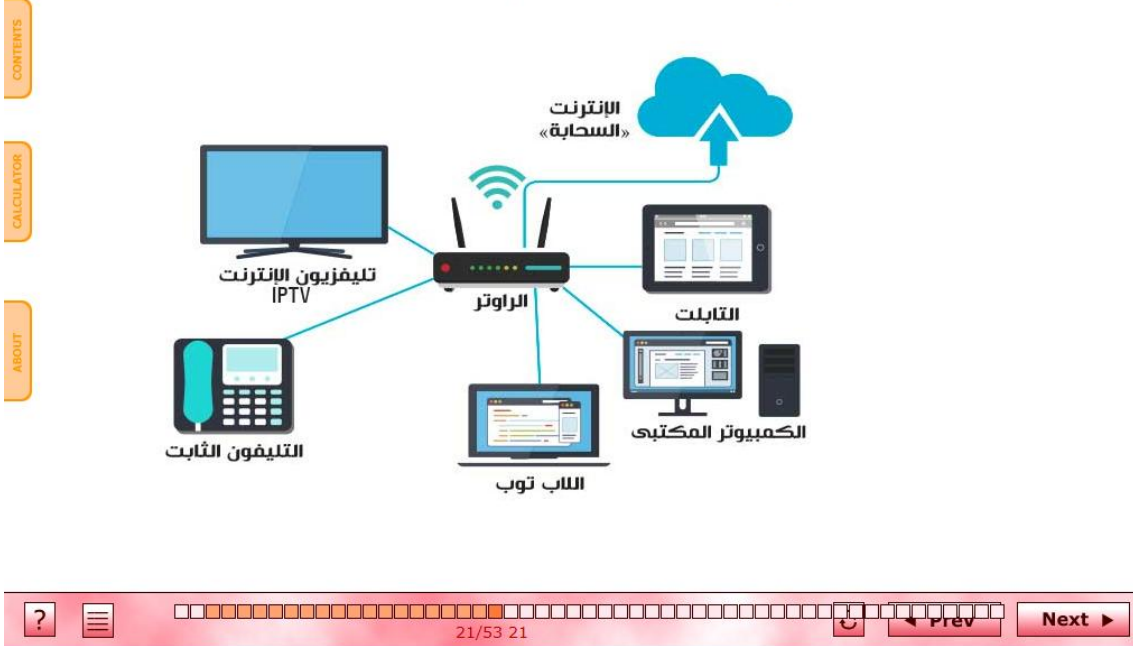 CONTENTS
CALCULATOR
ABOUT
الإنترنت
«السحابة»
تليفزيون الإنترنت
IPTV
الراوتر
التابلت
التليفون الثابت
الكمبيوتر المكتبى
اللاب توب
?
21/53 21
◄ Prev
Next ►